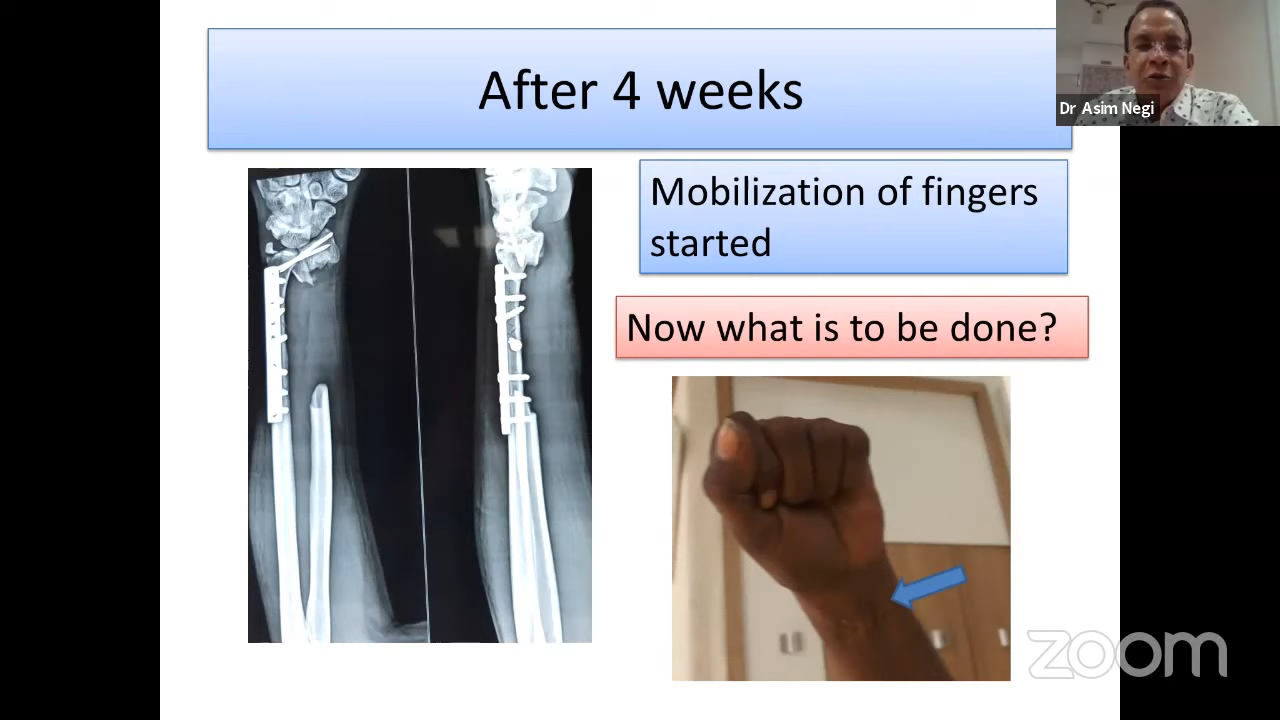 After 4 weeks
Dr Asim Negi
Mobilization of fingers
started
Now what is to be done?
zoom